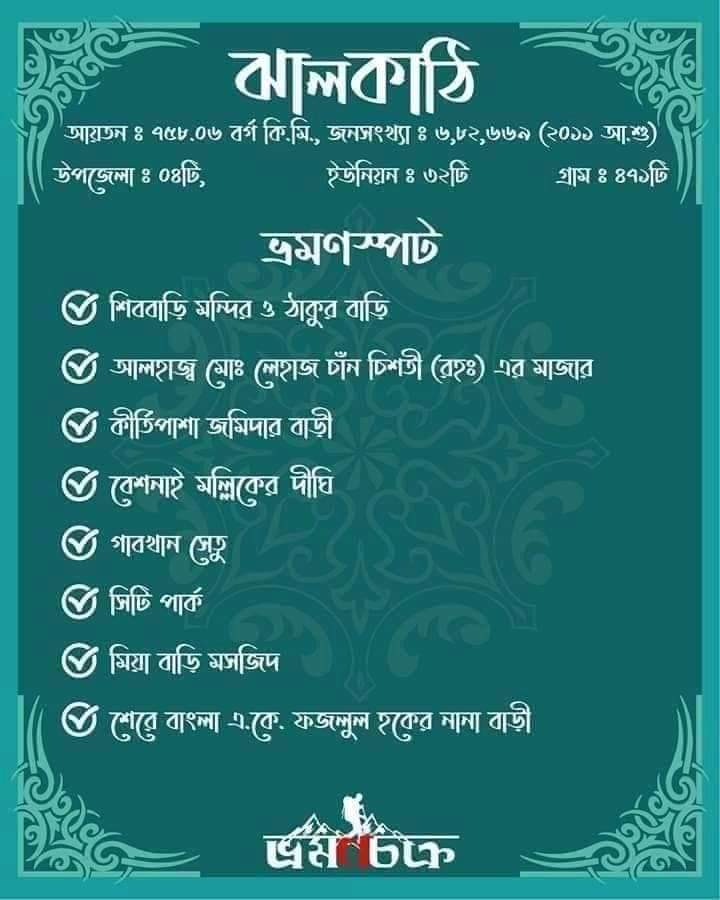 ঝালকাঠি
আয়তন ঃ ৭৫৮.০৬ বর্গ কি.মি., জনসংখ্যা ঃ ৬,৮২,৬৬৯ (২০১১ আ.শু)
উপজেলা ঃ ০৪টি, ইউনিয়ন ঃ ৩২টি গ্রাম ঃ ৪৭১টি
ভ্রমণস্পট
শিববাড়ি মন্দির ও ঠাকুর বাড়ি
আলহাজ্ব মোঃ লেহাজ চাঁন চিশতী (রহঃ) এর মাজার
কীর্তিপাশা জমিদার বাড়ী
বেশনাই মল্লিকের দীঘি
গাবখান সেতু
সিটি পার্ক
মিয়া বাড়ি মসজিদ
শেরে বাংলা এ.কে. ফজলুল হকের নানা বাড়ী
ভ্রমণচক্র